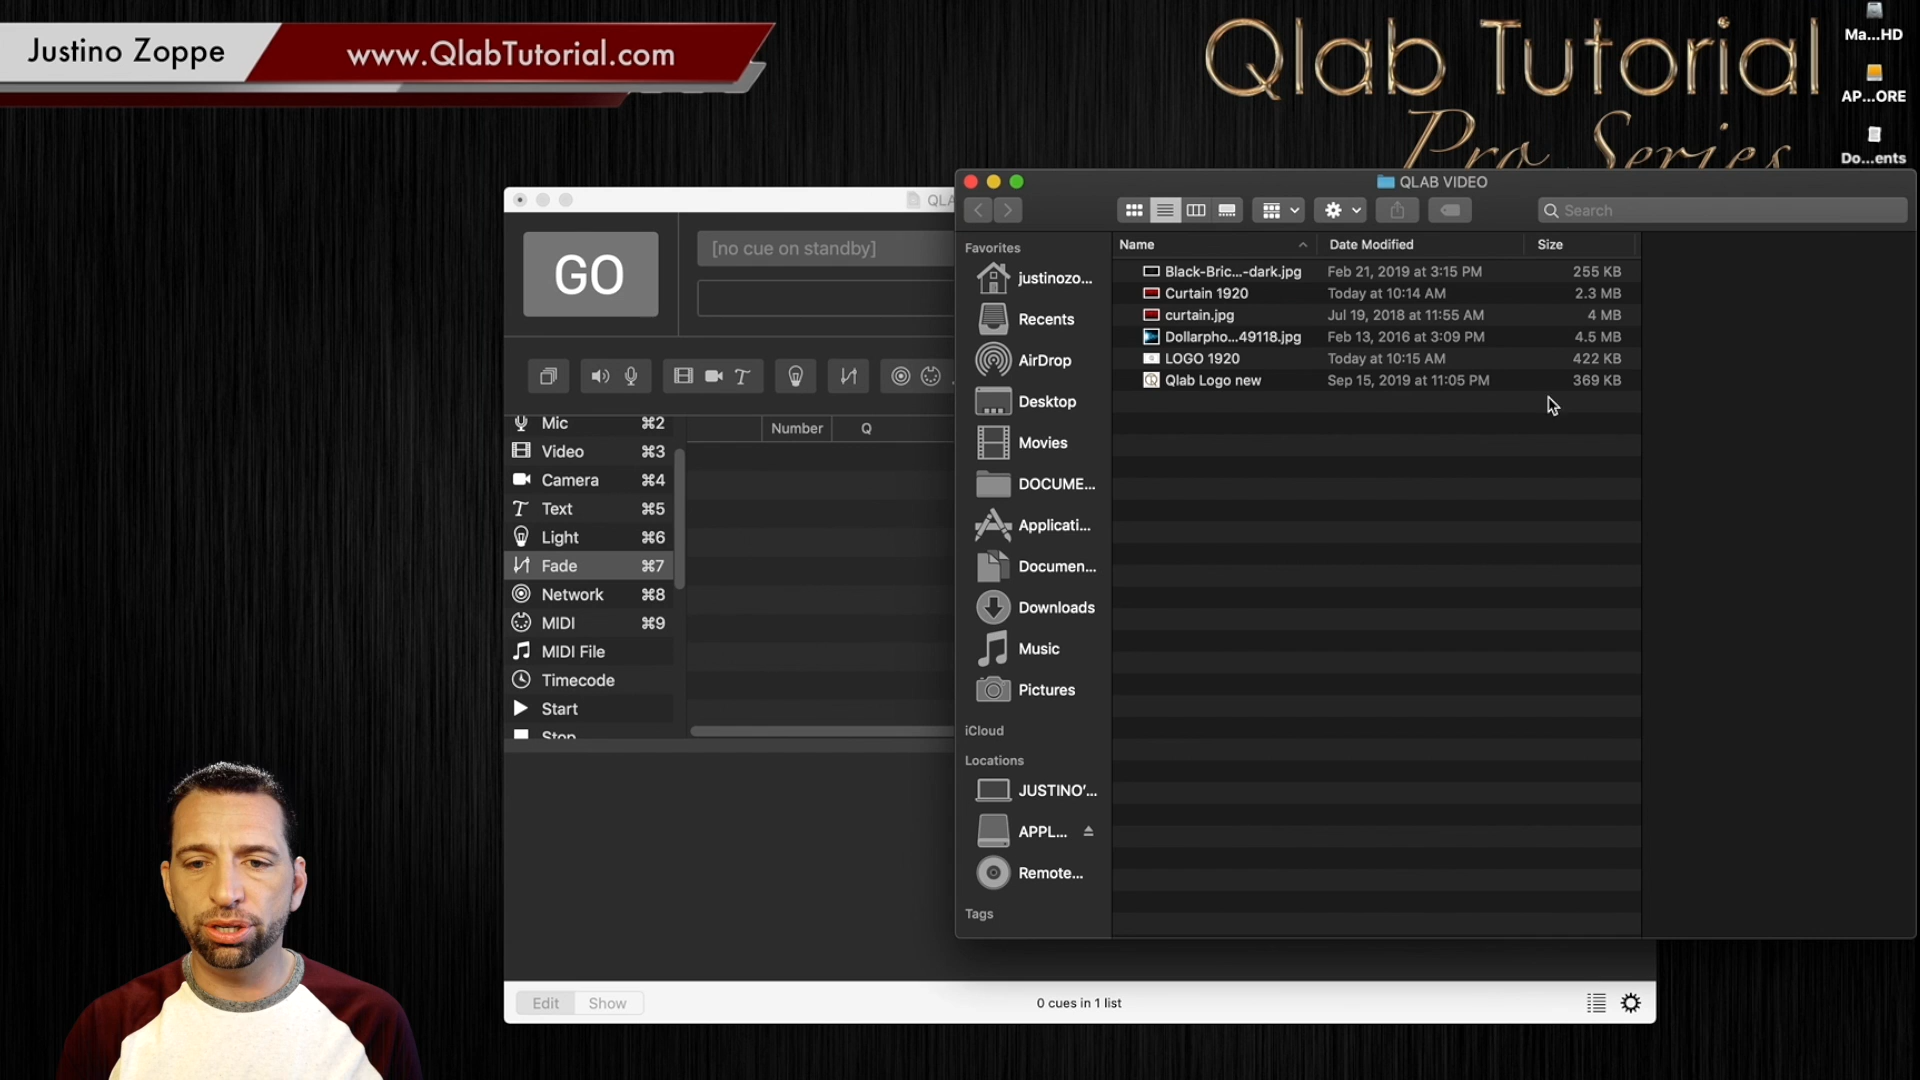 Justino Zoppe
www.QlabTutorial.com
Qlab Tutorial
Pro Series
Ma...HD
AP...ORE
Do...ents
QLA
GO
[no cue on standby]
Number Q
Mic ⌘2
Video ⌘3
Camera ⌘4
Text ⌘5
Light ⌘6
Fade ⌘7
Network ⌘8
MIDI ⌘9
MIDI File
Timecode
Start
Stop
Edit Show
0 cues in 1 list
QLAB VIDEO
Search
Favorites
justinozo...
Recents
AirDrop
Desktop
Movies
DOCUME...
Applicati...
Documen...
Downloads
Music
Pictures
iCloud
Locations
JUSTINO'...
APPL...
Remote...
Tags
Name Date Modified Size
Black-Bric...-dark.jpg Feb 21, 2019 at 3:15 PM 255 KB
Curtain 1920 Today at 10:14 AM 2.3 MB
curtain.jpg Jul 19, 2018 at 11:55 AM 4 MB
Dollarpho...49118.jpg Feb 13, 2016 at 3:09 PM 4.5 MB
LOGO 1920 Today at 10:15 AM 422 KB
Qlab Logo new Sep 15, 2019 at 11:05 PM 369 KB